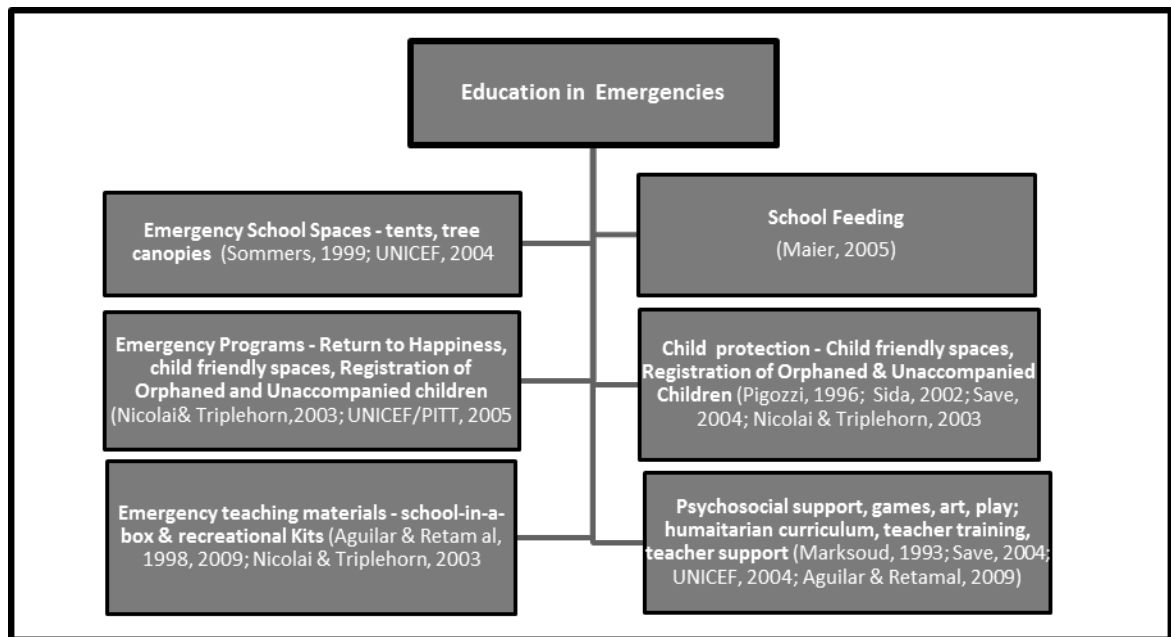 Education in Emergencies
Emergency School Spaces - tents, tree
canopies (Sommers, 1999; UNICEF, 2004
School Feeding
(Maier, 2005)
Emergency Programs - Return to Happiness,
child friendly spaces, Registration of
Orphaned and Unaccompanied children
(Nicolai& Triplehorn,2003; UNICEF/PITT, 2005
Child protection - Child friendly spaces,
Registration of Orphaned & Unaccompanied
Children (Pigozzi, 1996; Sida, 2002; Save,
2004; Nicolai & Triplehorn, 2003
Emergency teaching materials - school-in-a-
box & recreational Kits (Aguilar & Retam al,
1998, 2009; Nicolai & Triplehorn, 2003
Psychosocial support, games, art, play;
humaitarian curriculum, teacher training,
teacher support (Marksoud, 1993; Save, 2004;
UNICEF, 2004; Aguilar & Retamal, 2009)